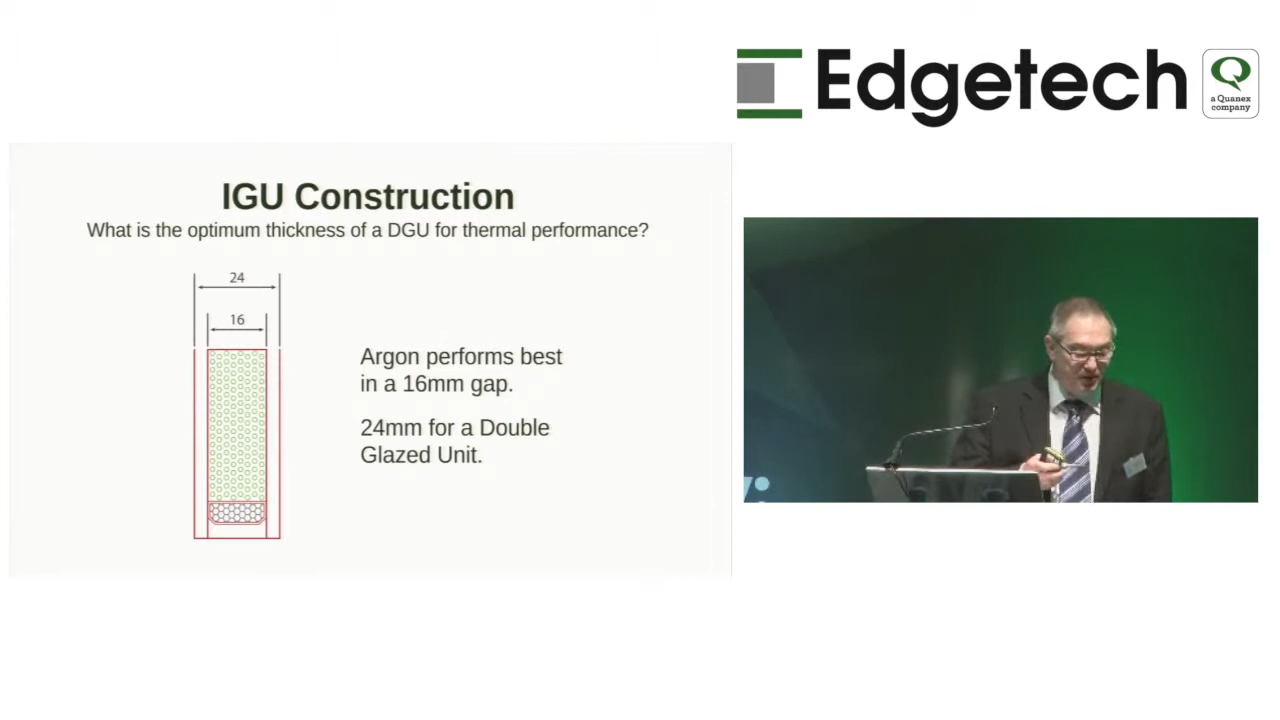 Edgetech
a Quanex
company
IGU Construction
What is the optimum thickness of a DGU for thermal performance?
24
16
Argon performs best
in a 16mm gap.
24mm for a Double
Glazed Unit.